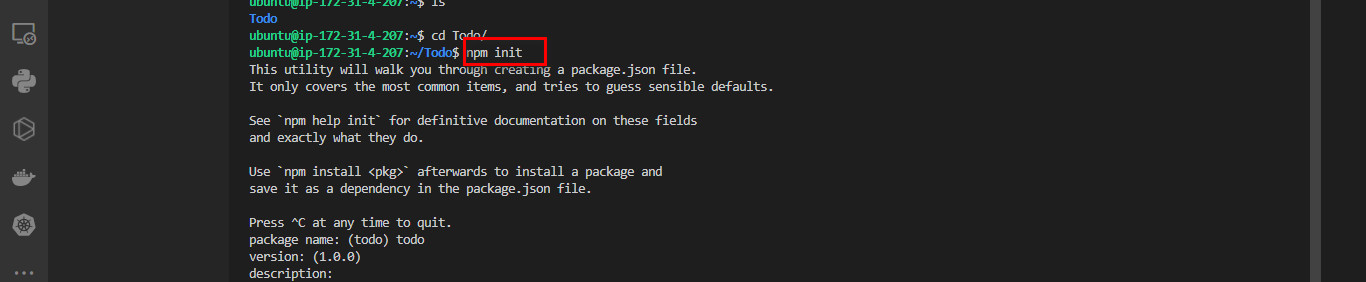 ubuntu@ip-172-31-4-207:~$ ls
Todo
ubuntu@ip-172-31-4-207:~$ cd Todo/
ubuntu@ip-172-31-4-207:~/Todo$ npm init
This utility will walk you through creating a package.json file.
It only covers the most common items, and tries to guess sensible defaults.
See `npm help init` for definitive documentation on these fields
and exactly what they do.
Use `npm install <pkg>` afterwards to install a package and
save it as a dependency in the package.json file.
Press ^C at any time to quit.
package name: (todo) todo
version: (1.0.0)
description: